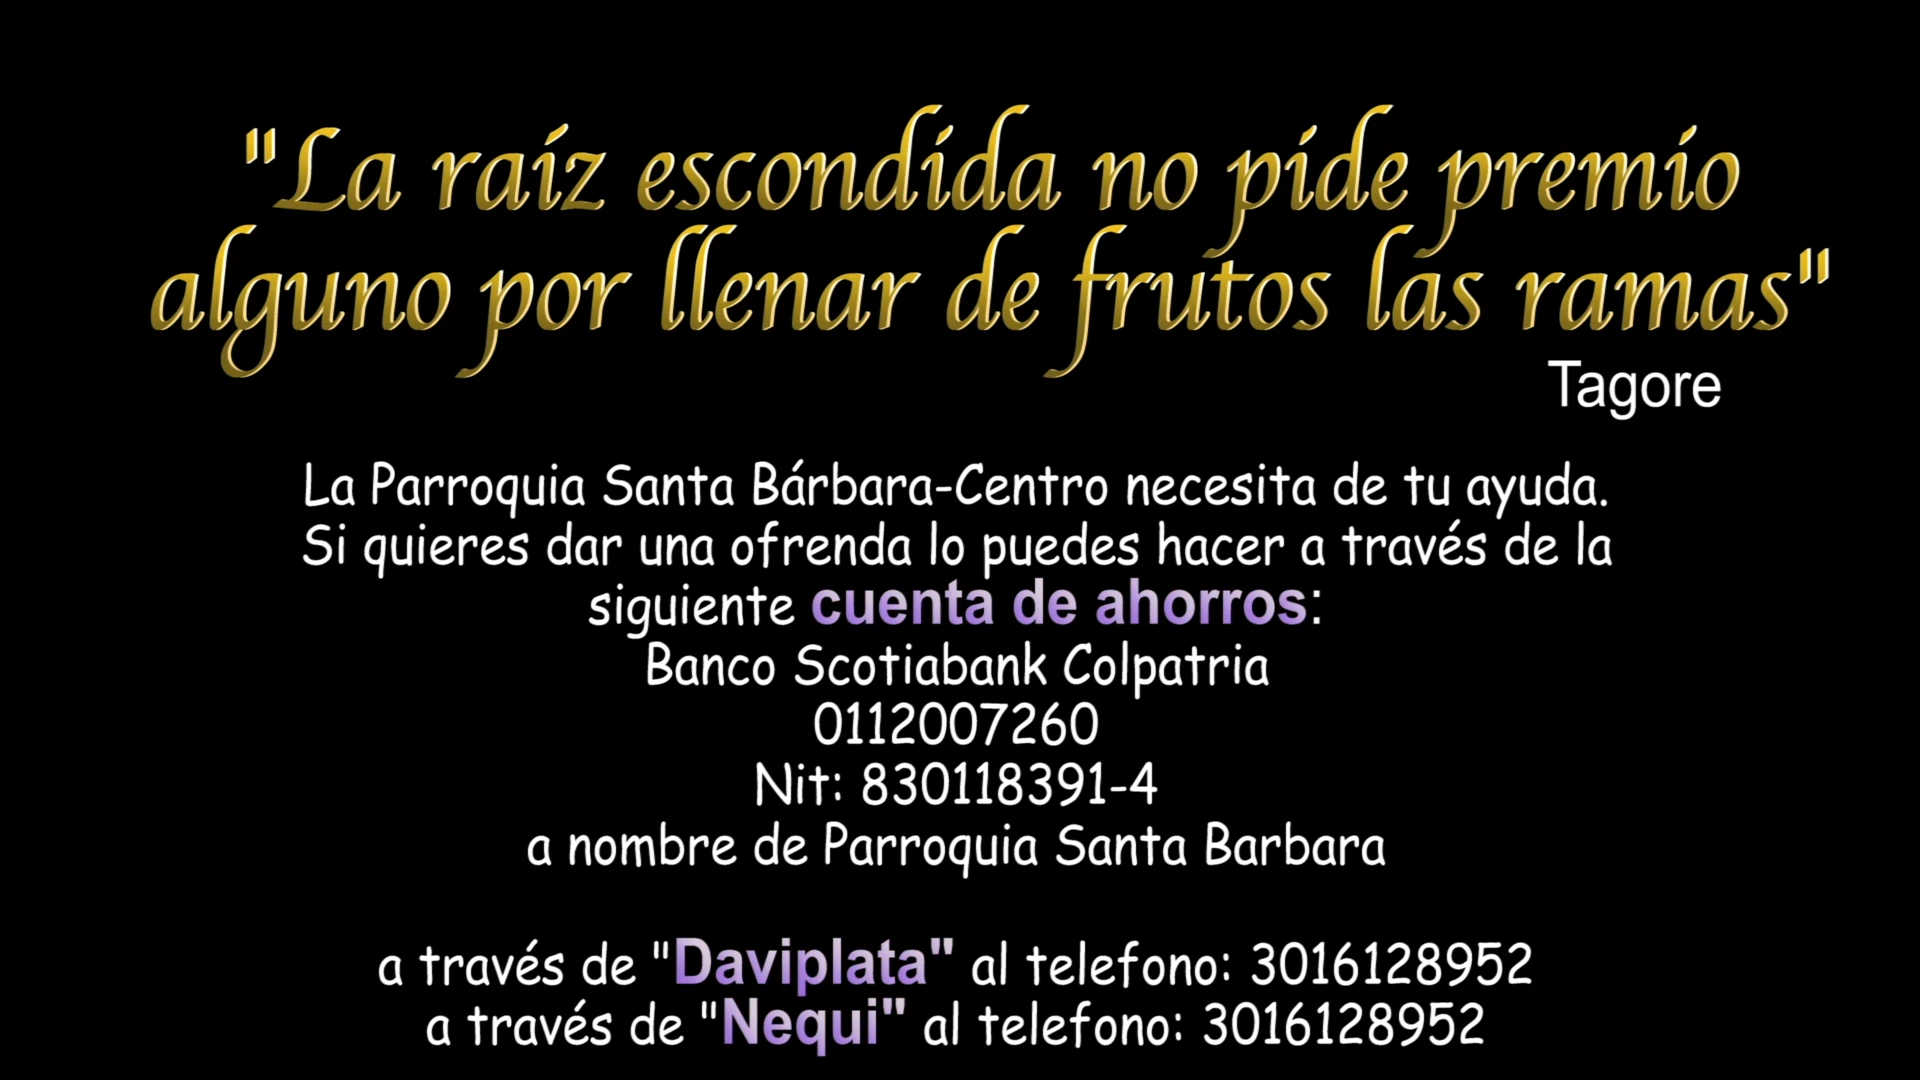 "La raíz escondida no pide premio
alguno por llenar de frutos las ramas"
Tagore
La Parroquia Santa Bárbara-Centro necesita de tu ayuda.
Si quieres dar una ofrenda lo puedes hacer a través de la
siguiente cuenta de ahorros:
Banco Scotiabank Colpatria
0112007260
Nit: 830118391-4
a nombre de Parroquia Santa Barbara
a través de "Daviplata" al telefono: 3016128952
a través de "Nequi" al telefono: 3016128952